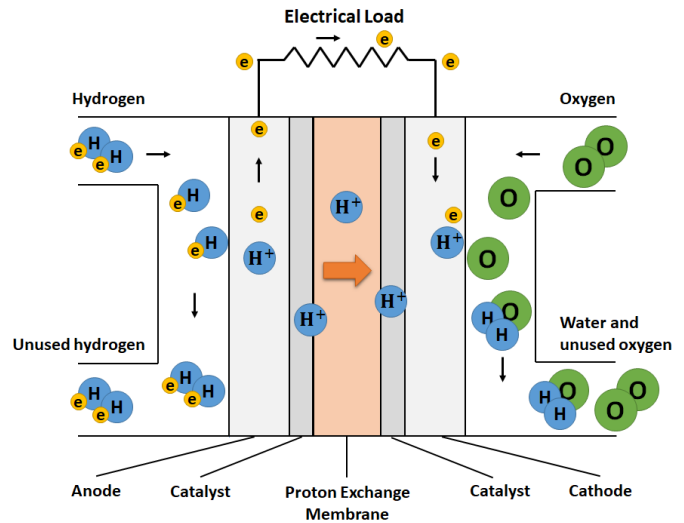 Electrical Load
e
e
e
Hydrogen
Oxygen
H
e
H
e
e
e
O
O
H
e
e
H+
O
H
e
e
H+
H+
O
H+
H+
H
O
H
Unused hydrogen
Water and
unused oxygen
H
e
H
e
H
e
H
e
H
O
H
O
O
Anode
Catalyst
Proton Exchange
Membrane
Catalyst
Cathode